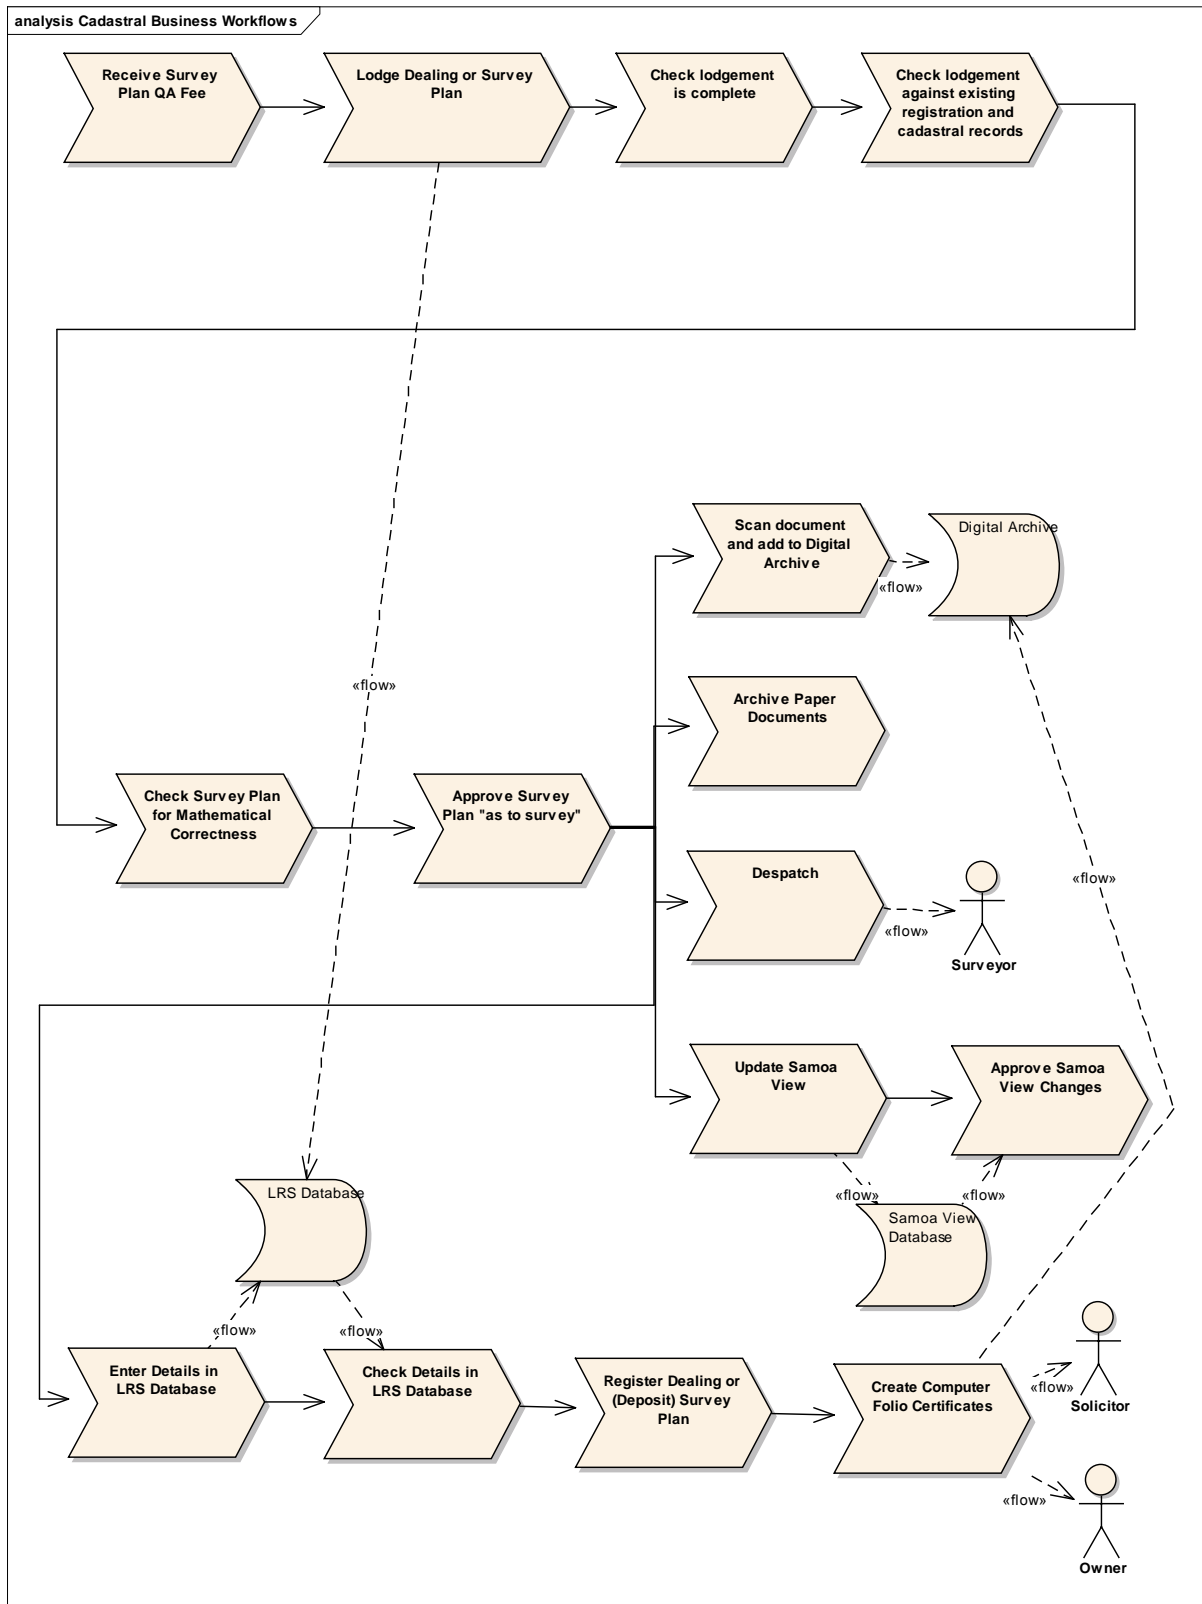 analysis Cadastral Business Workflows
Receive Survey
Plan QA Fee
Lodge Dealing or Survey
Plan
Check lodgement
is complete
Check lodgement
against existing
registration and
cadastral records
Scan document
and add to Digital
Archive
«flow»
Digital Archive
«flow»
Archive Paper
Documents
Check Survey Plan
for Mathematical
Correctness
Approve Survey
Plan "as to survey"
Despatch
«flow»
Surveyor
«flow»
Update Samoa
View
Approve Samoa
View Changes
«flow»
«flow»
LRS Database
Samoa View
Database
«flow»
«flow»
Enter Details in
LRS Database
Check Details in
LRS Database
Register Dealing or
(Deposit) Survey
Plan
Create Computer
Folio Certificates
«flow»
Solicitor
«flow»
Owner